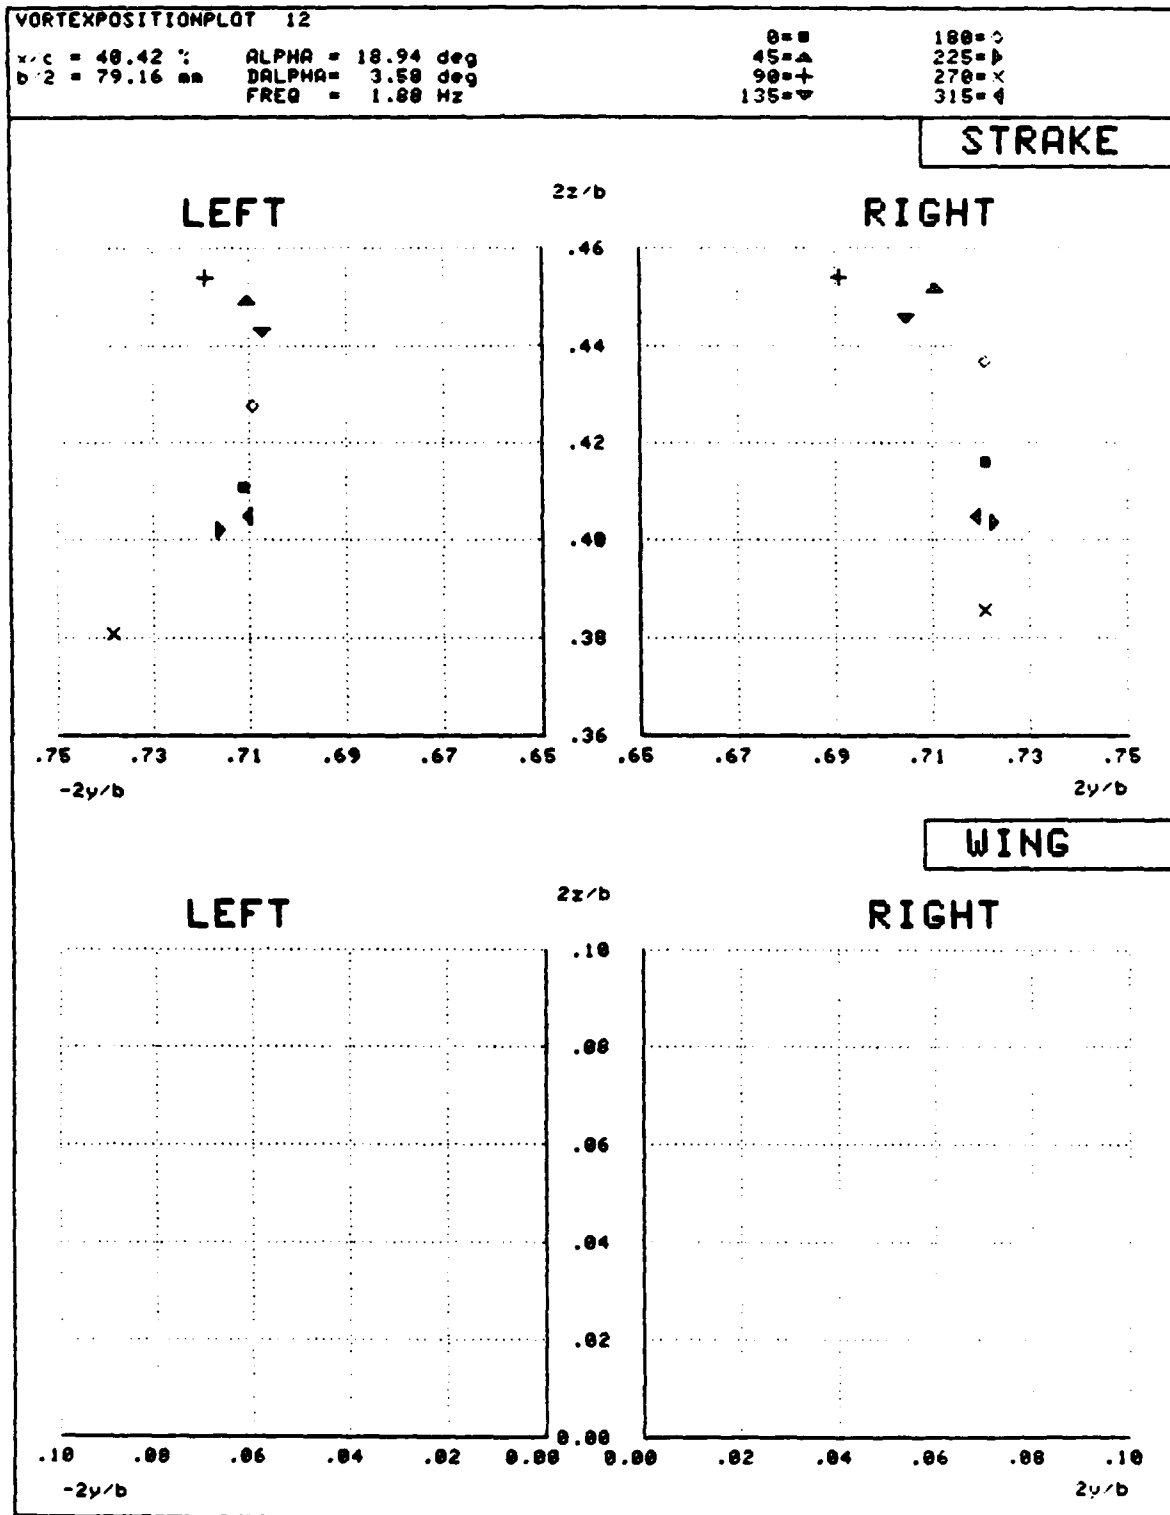 VORTEXPOSITIONPLOT 12
x/c = 40.42 % ALPHA = 18.94 deg 0=■ 180=◇
b/2 = 79.16 mm DALPHA= 3.58 deg 45=▲ 225=▶
FREQ = 1.88 Hz 90=+ 270=×
135=▼ 315=◀
STRAKE
2z/b
LEFT RIGHT
.46
.44
.42
.40
.38
.36
.75 .73 .71 .69 .67 .65 .65 .67 .69 .71 .73 .75
-2y/b 2y/b
WING
2z/b
LEFT RIGHT
.10
.08
.06
.04
.02
0.00
.10 .08 .06 .04 .02 0.00 0.00 .02 .04 .06 .08 .10
-2y/b 2y/b